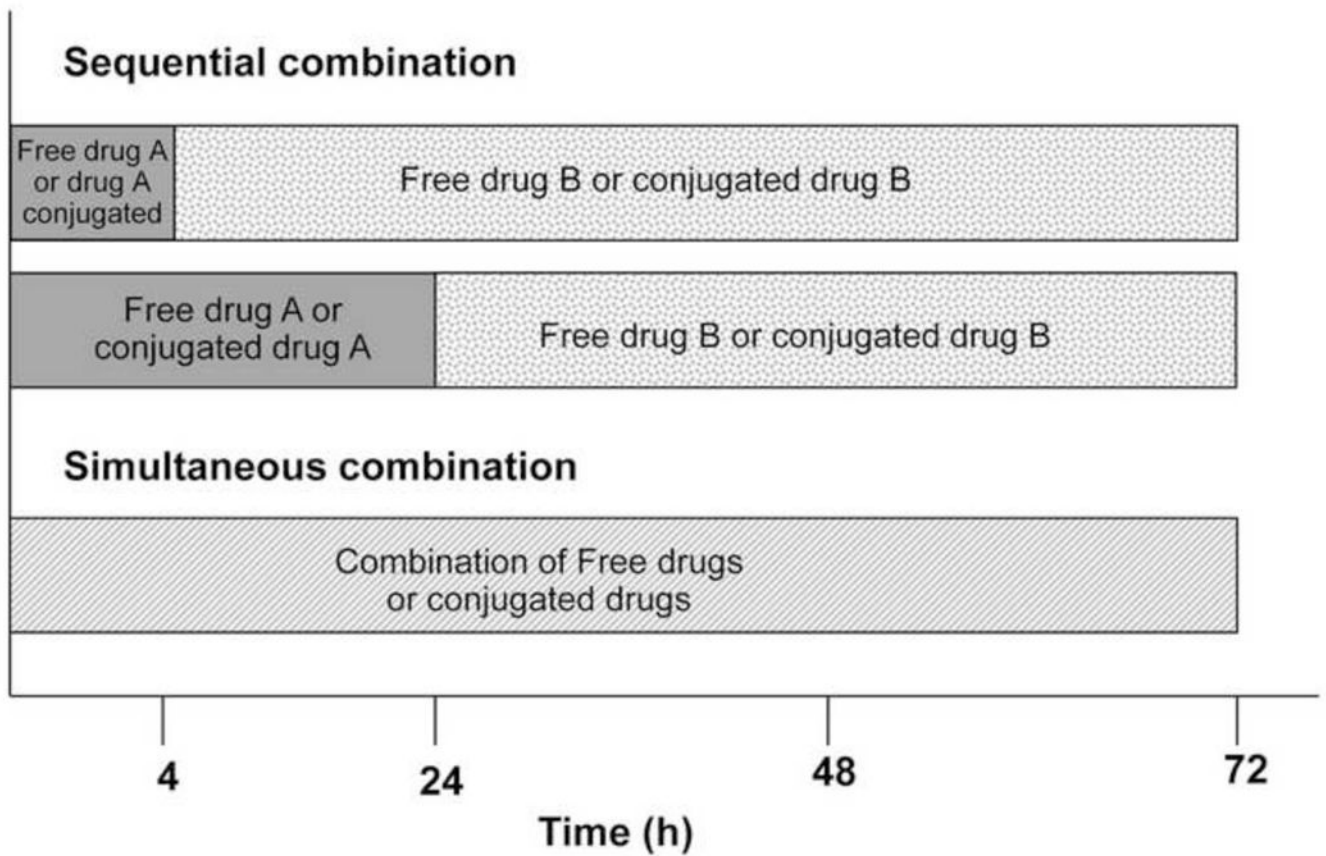 Sequential combination
Free drug A
or drug A
conjugated
Free drug B or conjugated drug B
Free drug A or
conjugated drug A
Free drug B or conjugated drug B
Simultaneous combination
Combination of Free drugs
or conjugated drugs
4
24
48
72
Time (h)